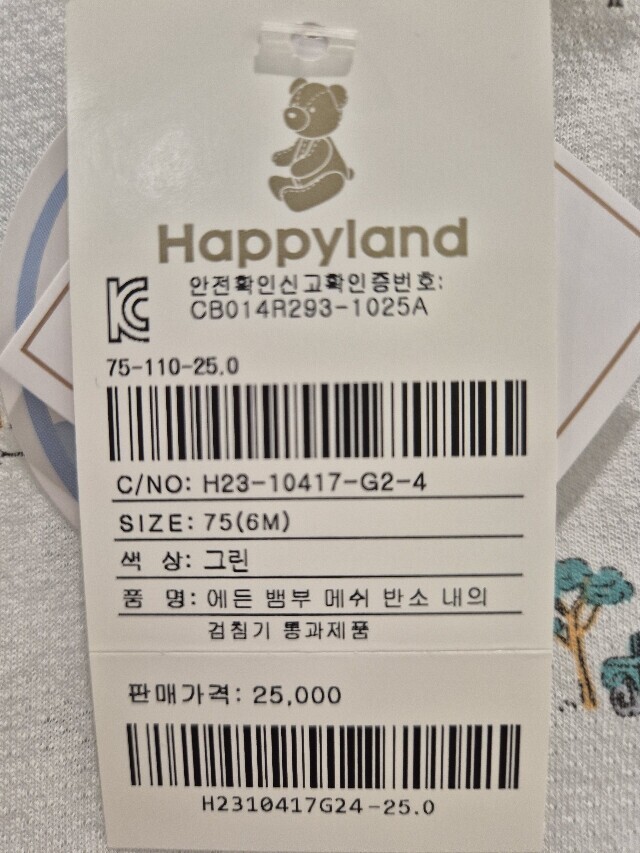 Happyland
안전확인신고확인증번호:
CB014R293-1025A
75-110-25.0
C/NO: H23-10417-G2-4
SIZE: 75(6M)
색 상: 그린
품 명: 에든 뱀부 메쉬 반소 내의
검침기 통과제품
판매가격: 25,000
H2310417G24-25.0